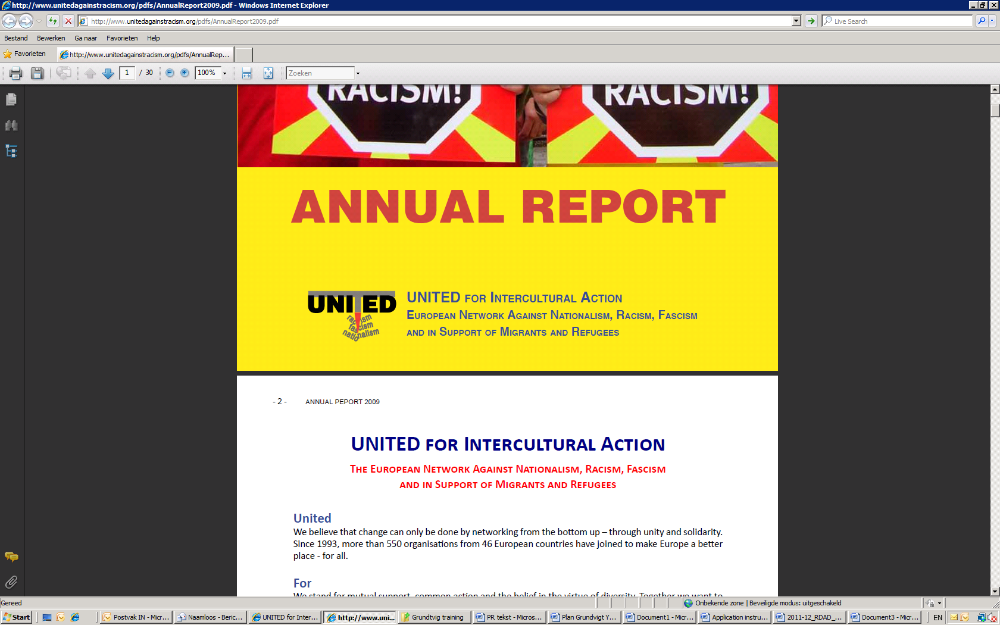 http://www.unitedagainstracism.org/pdfs/AnnualReport2009.pdf - Windows Internet Explorer
http://www.unitedagainstracism.org/pdfs/AnnualReport2009.pdf
Live Search
Bestand Bewerken Ga naar Favorieten Help
Favorieten http://www.unitedagainstracism.org/pdfs/AnnualRep...
1 / 30 100% Zoeken
RACISM! RACISM!
ANNUAL REPORT
UNITED
racism
fascism
nationalism
UNITED FOR INTERCULTURAL ACTION
EUROPEAN NETWORK AGAINST NATIONALISM, RACISM, FASCISM
AND IN SUPPORT OF MIGRANTS AND REFUGEES
- 2 - ANNUAL PEPORT 2009
UNITED FOR INTERCULTURAL ACTION
THE EUROPEAN NETWORK AGAINST NATIONALISM, RACISM, FASCISM
AND IN SUPPORT OF MIGRANTS AND REFUGEES
United
We believe that change can only be done by networking from the bottom up – through unity and solidarity.
Since 1993, more than 550 organisations from 46 European countries have joined to make Europe a better
place - for all.
For
We stand for mutual support, common action and the belief in the virtue of diversity. Together we want to
Gereed Onbekende zone | Beveiligde modus: uitgeschakeld
Start Postvak IN - Micr... Naamloos - Beric... UNITED for Inter... http://www.uni... Grundtvig training PR tekst - Micros... Plan Grundvigt Y... Document1 - Micr... Application instru... 2011-12_RDAD_... Document3 - Micr... EN